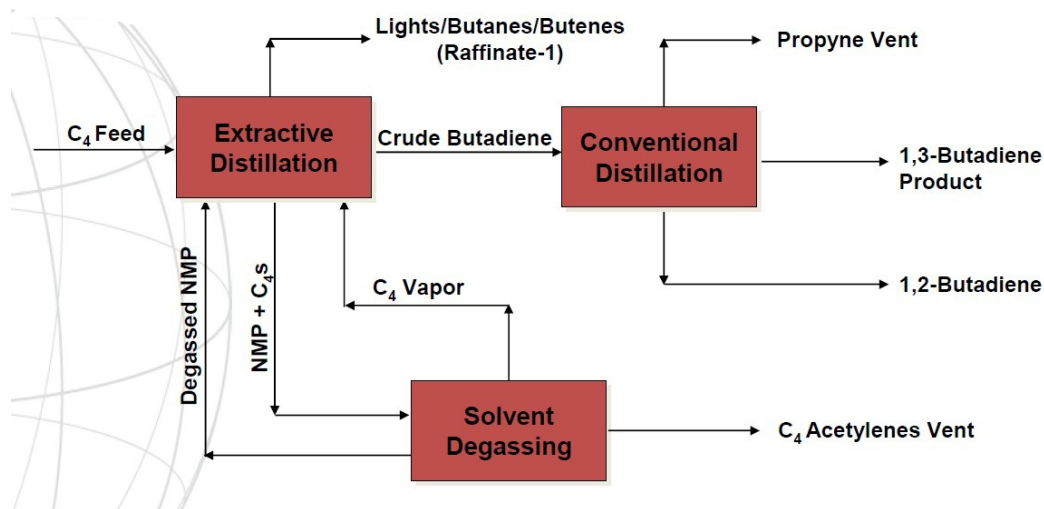 Lights/Butanes/Butenes
(Raffinate-1)
Propyne Vent
C₄ Feed
Extractive
Distillation
Crude Butadiene
Conventional
Distillation
1,3-Butadiene
Product
Degassed NMP
NMP + C₄s
C₄ Vapor
1,2-Butadiene
Solvent
Degassing
C₄ Acetylenes Vent